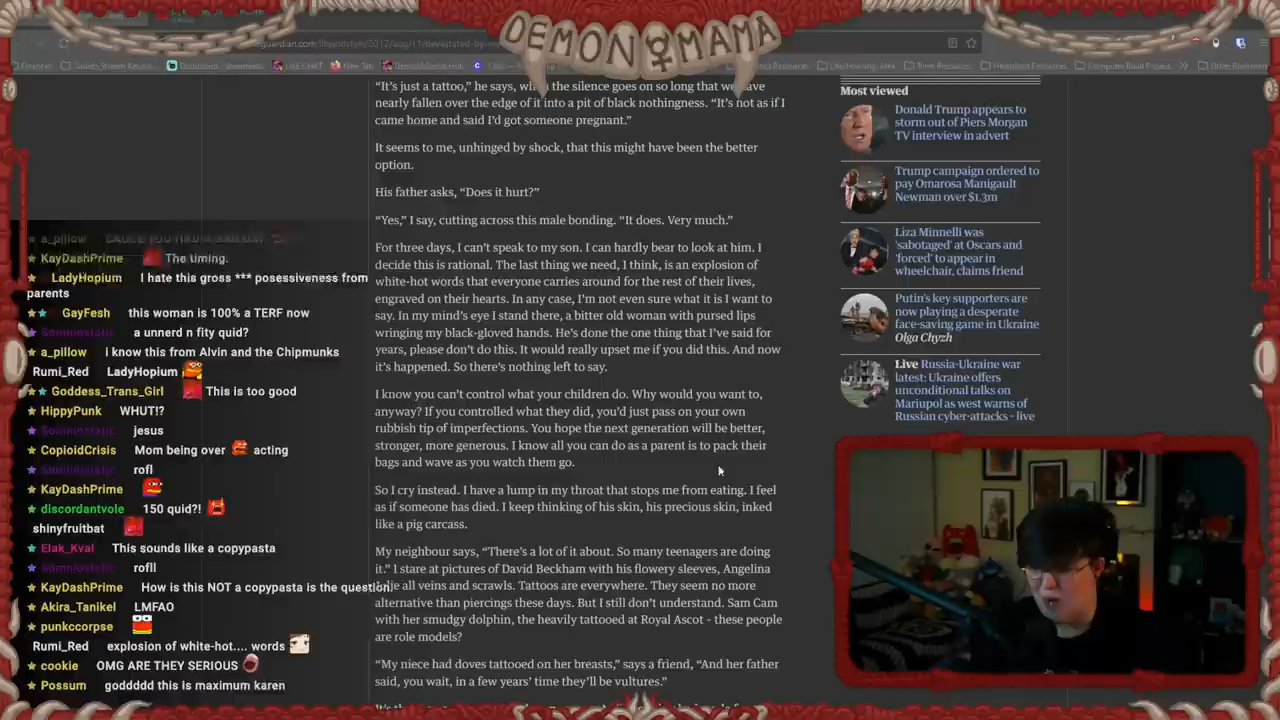 DEMON MAMA
guardian.com/lifeandstyle/2012/aug/11/devastated-by-my
“It’s just a tattoo,” he says, when the silence goes on so long that we have
nearly fallen over the edge of it into a pit of black nothingness. “It’s not as if I
came home and said I’d got someone pregnant.”
It seems to me, unhinged by shock, that this might have been the better
option.
His father asks, “Does it hurt?”
“Yes,” I say, cutting across this male bonding. “It does. Very much.”
For three days, I can’t speak to my son. I can hardly bear to look at him. I
decide this is rational. The last thing we need, I think, is an explosion of
white-hot words that everyone carries around for the rest of their lives,
engraved on their hearts. In any case, I’m not even sure what it is I want to
say. In my mind’s eye I stand there, a bitter old woman with pursed lips
wringing my black-gloved hands. He’s done the one thing that I’ve said for
years, please don’t do this. It would really upset me if you did this. And now
it’s happened. So there’s nothing left to say.
I know you can’t control what your children do. Why would you want to,
anyway? If you controlled what they did, you’d just pass on your own
rubbish tip of imperfections. You hope the next generation will be better,
stronger, more generous. I know all you can do as a parent is to pack their
bags and wave as you watch them go.
So I cry instead. I have a lump in my throat that stops me from eating. I feel
as if someone has died. I keep thinking of his skin, his precious skin, inked
like a pig carcass.
My neighbour says, “There’s a lot of it about. So many teenagers are doing
it.” I stare at pictures of David Beckham with his flowery sleeves, Angelina
Jolie all veins and scrawls. Tattoos are everywhere. They seem no more
alternative than piercings these days. But I still don’t understand. Sam Cam
with her smudgy dolphin, the heavily tattooed at Royal Ascot – these people
are role models?
“My niece had doves tattooed on her breasts,” says a friend, “And her father
said, you wait, in a few years’ time they’ll be vultures.”
Most viewed
Donald Trump appears to
storm out of Piers Morgan
TV interview in advert
Trump campaign ordered to
pay Omarosa Manigault
Newman over $1.3m
Liza Minnelli was
‘sabotaged’ at Oscars and
‘forced’ to appear in
wheelchair, claims friend
Putin’s key supporters are
now playing a desperate
face-saving game in Ukraine
Olga Chyzh
Live Russia-Ukraine war
latest: Ukraine offers
unconditional talks on
Mariupol as west warns of
Russian cyber-attacks – live
a_pillow
KayDashPrime The timing.
LadyHopium I hate this gross *** posessiveness from
parents
GayFesh this woman is 100% a TERF now
Somniostatic a unnerd n fity quid?
a_pillow i know this from Alvin and the Chipmunks
Rumi_Red LadyHopium
Goddess_Trans_Girl This is too good
HippyPunk WHUT!?
Somniostatic jesus
CopioidCrisis Mom being over acting
Somniostatic rofl
KayDashPrime
discordantvole 150 quid?!
shinyfruitbat
Elak_Kval This sounds like a copypasta
Somniostatic rofll
KayDashPrime How is this NOT a copypasta is the question.
Akira_Tanikel LMFAO
punkccorpse
Rumi_Red explosion of white-hot.... words
cookie OMG ARE THEY SERIOUS
Possum goddddd this is maximum karen